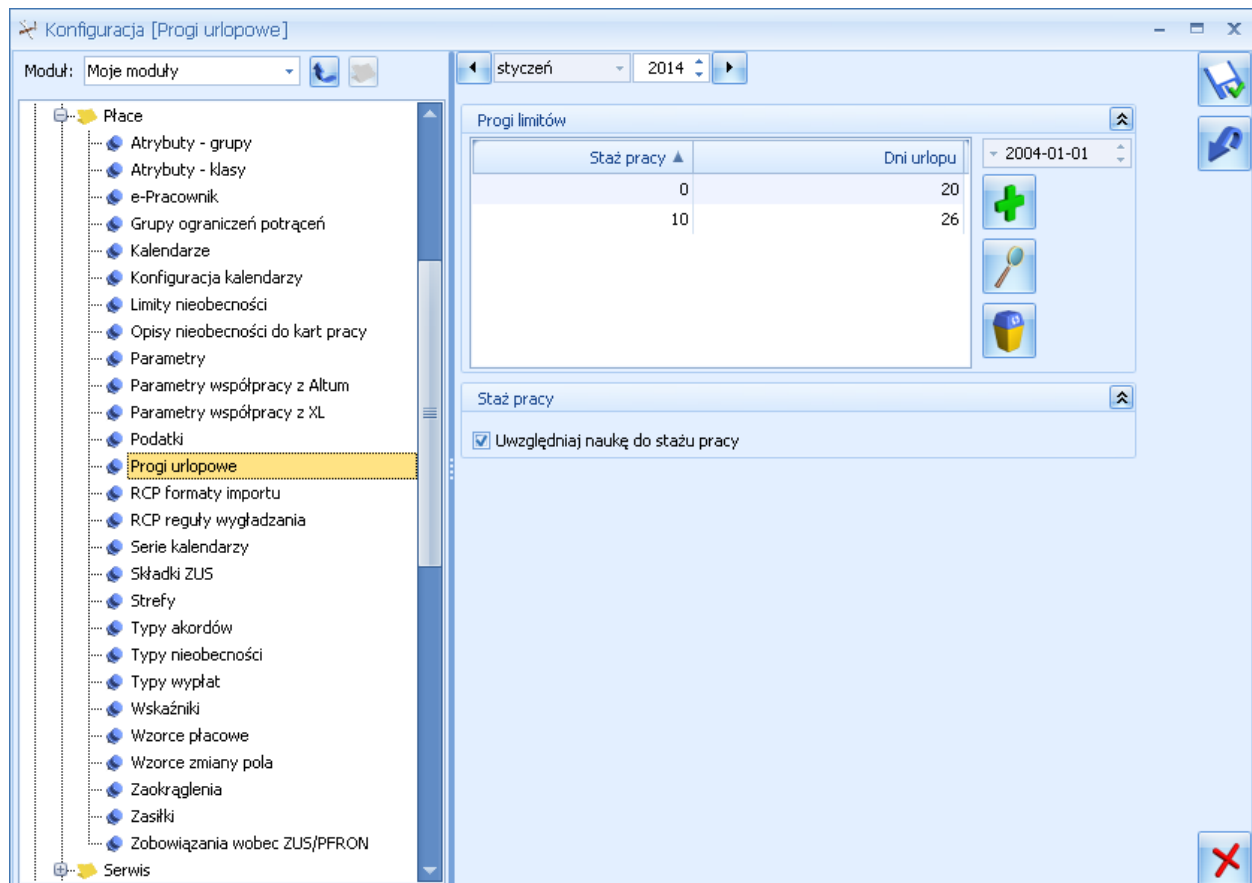 Konfiguracja [Progi urlopowe]
Moduł: Moje moduły
Płace
Atrybuty - grupy
Atrybuty - klasy
e-Pracownik
Grupy ograniczeń potrąceń
Kalendarze
Konfiguracja kalendarzy
Limity nieobecności
Opisy nieobecności do kart pracy
Parametry
Parametry współpracy z Altum
Parametry współpracy z XL
Podatki
Progi urlopowe
RCP formaty importu
RCP reguły wygładzania
Serie kalendarzy
Składki ZUS
Strefy
Typy akordów
Typy nieobecności
Typy wypłat
Wskaźniki
Wzorce płacowe
Wzorce zmiany pola
Zaokrąglenia
Zasiłki
Zobowiązania wobec ZUS/PFRON
Serwis
styczeń 2014
Progi limitów
Staż pracy Dni urlopu
0 20
10 26
2004-01-01
Staż pracy
Uwzględniaj naukę do stażu pracy